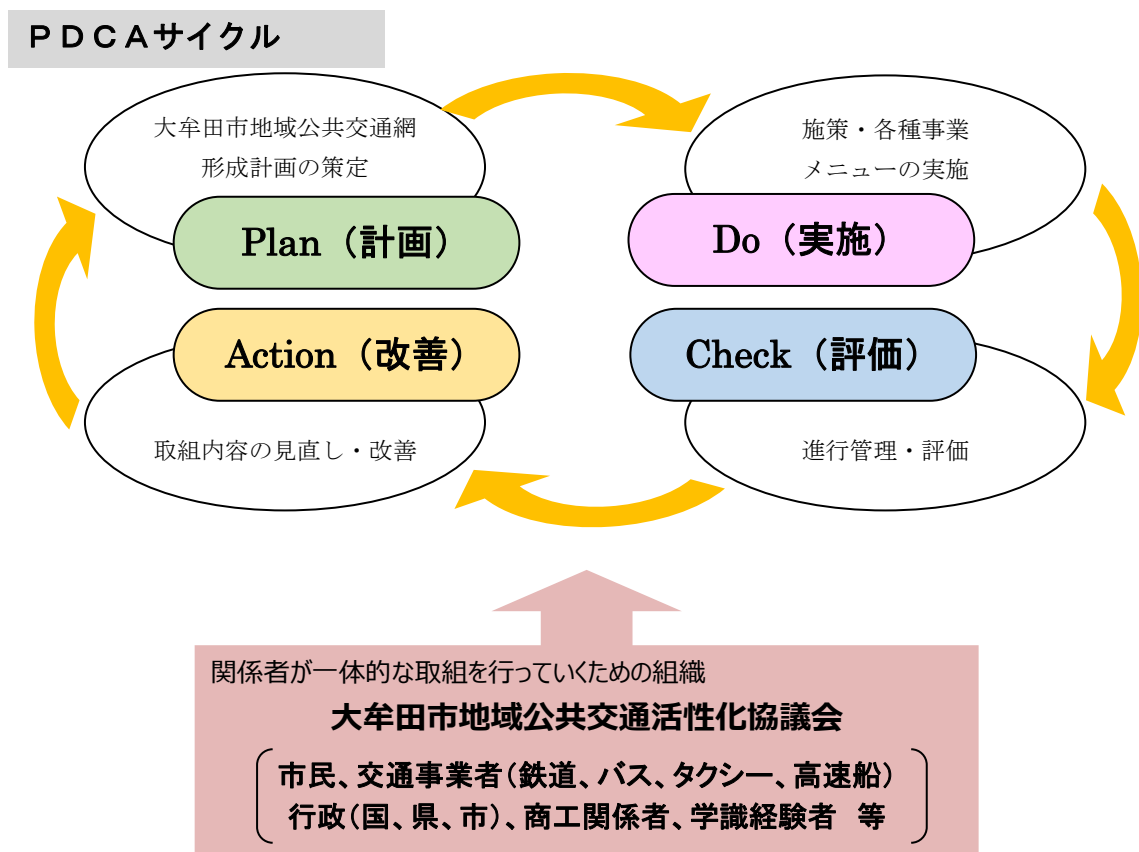 ＰＤＣＡサイクル
大牟田市地域公共交通網
形成計画の策定
Plan（計画）
施策・各種事業
メニューの実施
Do（実施）
Action（改善）
取組内容の見直し・改善
Check（評価）
進行管理・評価
関係者が一体的な取組を行っていくための組織
大牟田市地域公共交通活性化協議会
市民、交通事業者（鉄道、バス、タクシー、高速船）
行政（国、県、市）、商工関係者、学識経験者　等